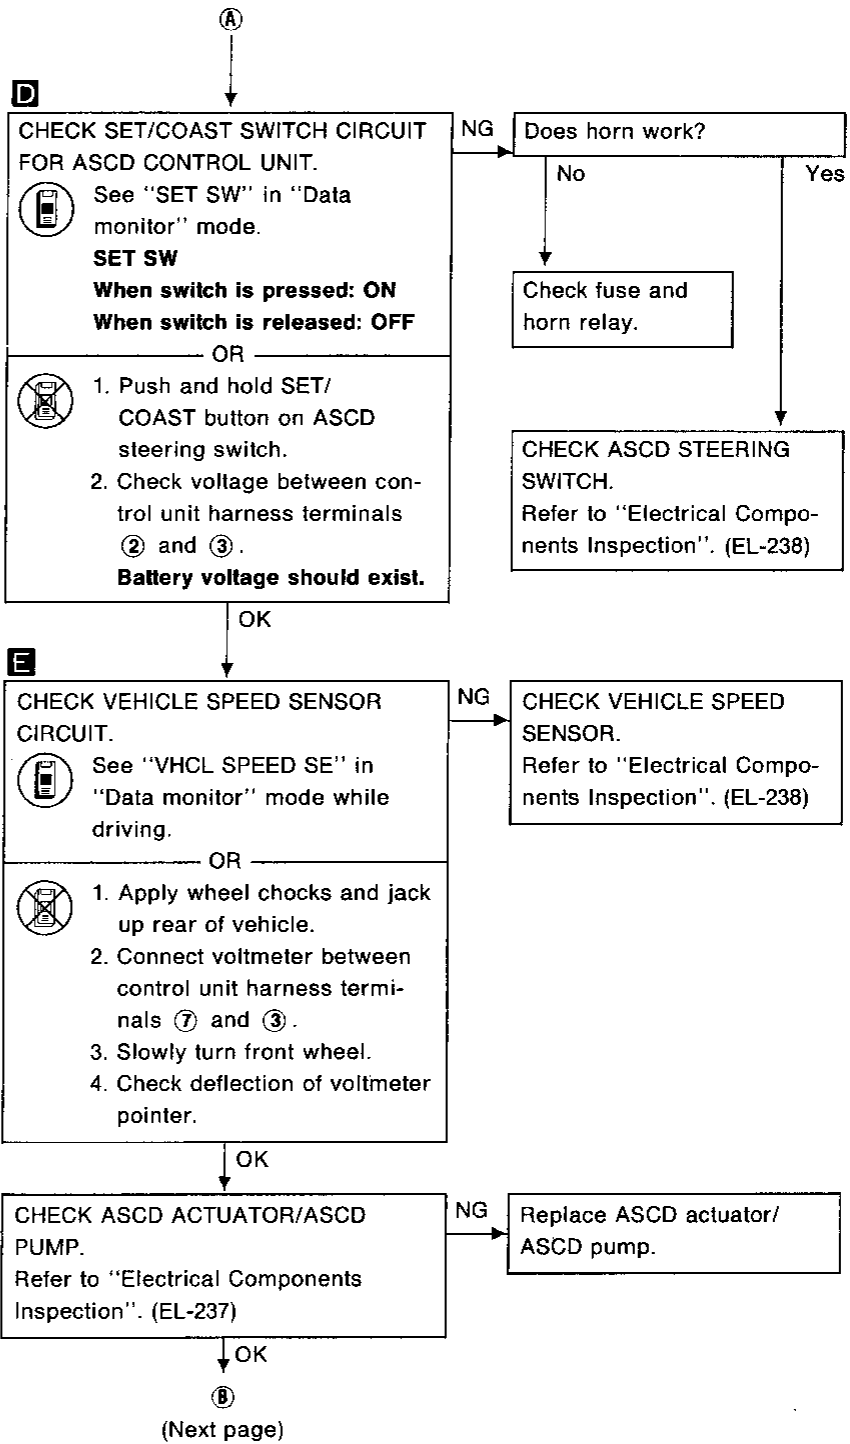 A
D
CHECK SET/COAST SWITCH CIRCUIT
FOR ASCD CONTROL UNIT.
See "SET SW" in "Data
monitor" mode.
SET SW
When switch is pressed: ON
When switch is released: OFF
OR
1. Push and hold SET/
COAST button on ASCD
steering switch.
2. Check voltage between con-
trol unit harness terminals
② and ③.
Battery voltage should exist.
NG
Does horn work?
No
Yes
Check fuse and
horn relay.
CHECK ASCD STEERING
SWITCH.
Refer to "Electrical Compo-
nents Inspection". (EL-238)
OK
E
CHECK VEHICLE SPEED SENSOR
CIRCUIT.
See "VHCL SPEED SE" in
"Data monitor" mode while
driving.
OR
1. Apply wheel chocks and jack
up rear of vehicle.
2. Connect voltmeter between
control unit harness termi-
nals ⑦ and ③.
3. Slowly turn front wheel.
4. Check deflection of voltmeter
pointer.
NG
CHECK VEHICLE SPEED
SENSOR.
Refer to "Electrical Compo-
nents Inspection". (EL-238)
OK
CHECK ASCD ACTUATOR/ASCD
PUMP.
Refer to "Electrical Components
Inspection". (EL-237)
NG
Replace ASCD actuator/
ASCD pump.
OK
B
(Next page)